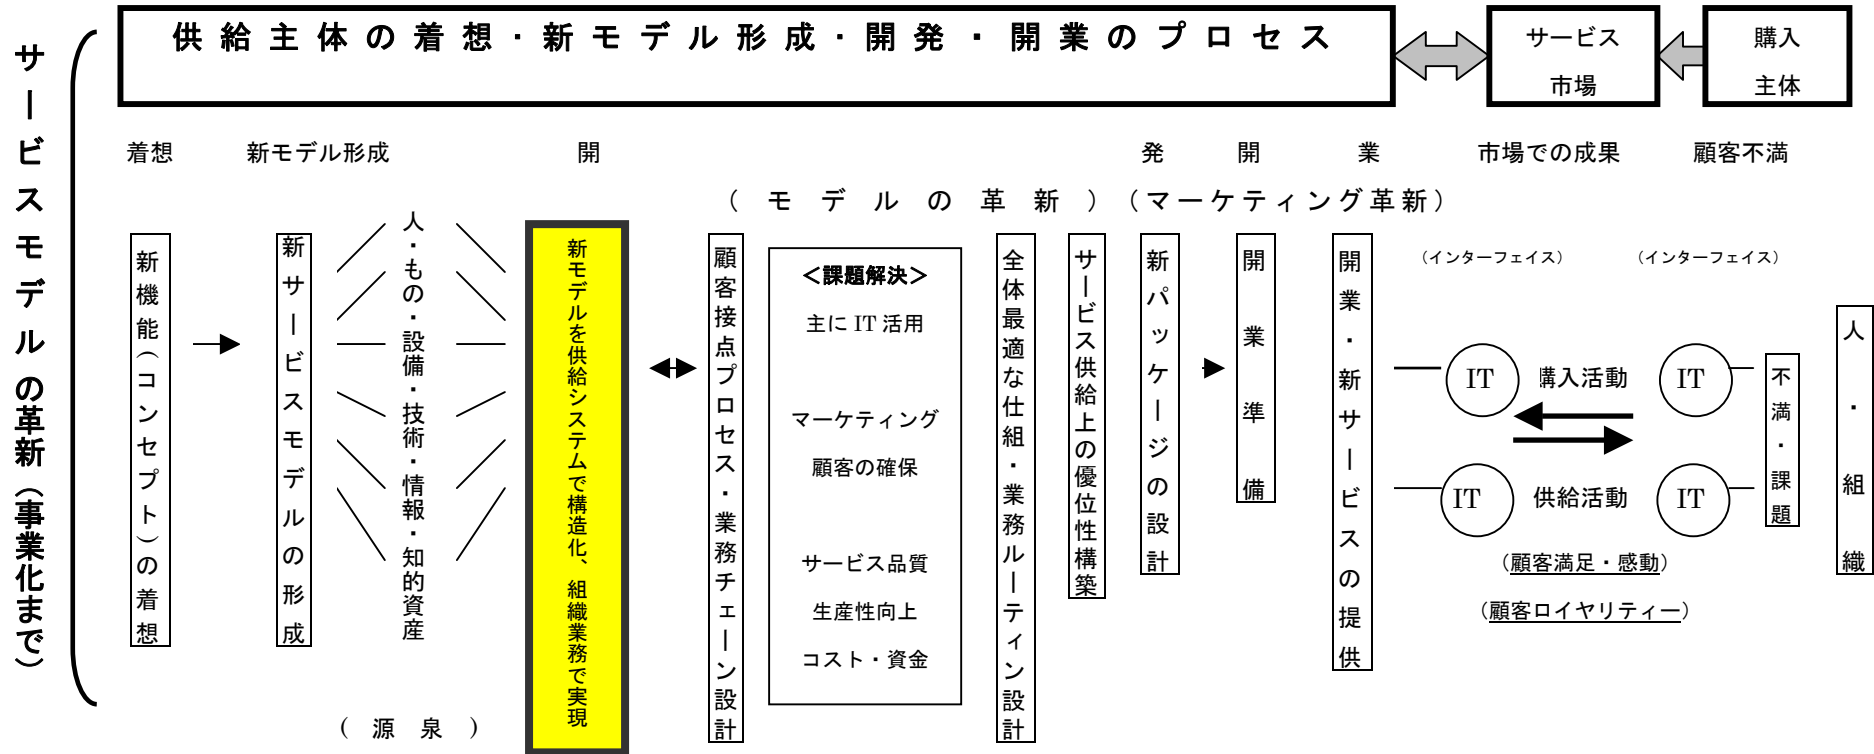 サービスモデルの革新（事業化まで）
供給主体の着想・新モデル形成・開発・開業のプロセス
サービス
市場
購入
主体
着想
新モデル形成
開
発
開
業
市場での成果
顧客不満
（モデルの革新）
（マーケティング革新）
新機能（コンセプト）の着想
新サービスモデルの形成
人・もの・設備・技術・情報・知的資産
（源泉）
新モデルを供給システムで構造化、組織業務で実現
顧客接点プロセス・業務チェーン設計
＜課題解決＞
主に IT 活用
マーケティング
顧客の確保
サービス品質
生産性向上
コスト・資金
全体最適な仕組・業務ルーティン設計
サービス供給上の優位性構築
新パッケージの設計
開業準備
開業・新サービスの提供
（インターフェイス）
（インターフェイス）
IT
購入活動
IT
IT
供給活動
IT
（顧客満足・感動）
（顧客ロイヤリティー）
不満・課題
人・組織